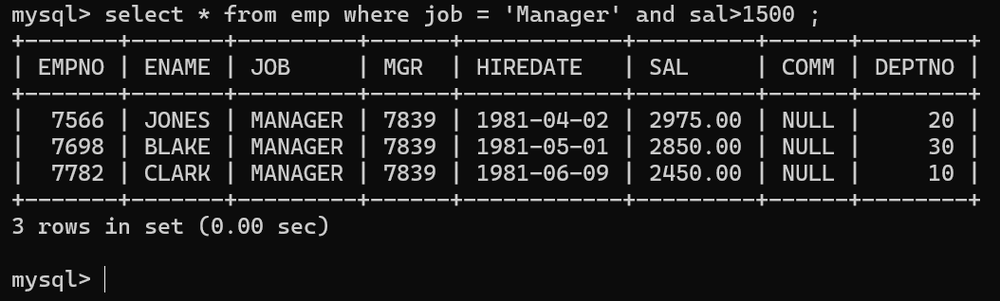 mysql> select * from emp where job = 'Manager' and sal>1500 ;
+-------+-------+---------+------+------------+---------+------+--------+
| EMPNO | ENAME | JOB     | MGR  | HIREDATE   | SAL     | COMM | DEPTNO |
+-------+-------+---------+------+------------+---------+------+--------+
|  7566 | JONES | MANAGER | 7839 | 1981-04-02 | 2975.00 | NULL |     20 |
|  7698 | BLAKE | MANAGER | 7839 | 1981-05-01 | 2850.00 | NULL |     30 |
|  7782 | CLARK | MANAGER | 7839 | 1981-06-09 | 2450.00 | NULL |     10 |
+-------+-------+---------+------+------------+---------+------+--------+
3 rows in set (0.00 sec)
mysql>